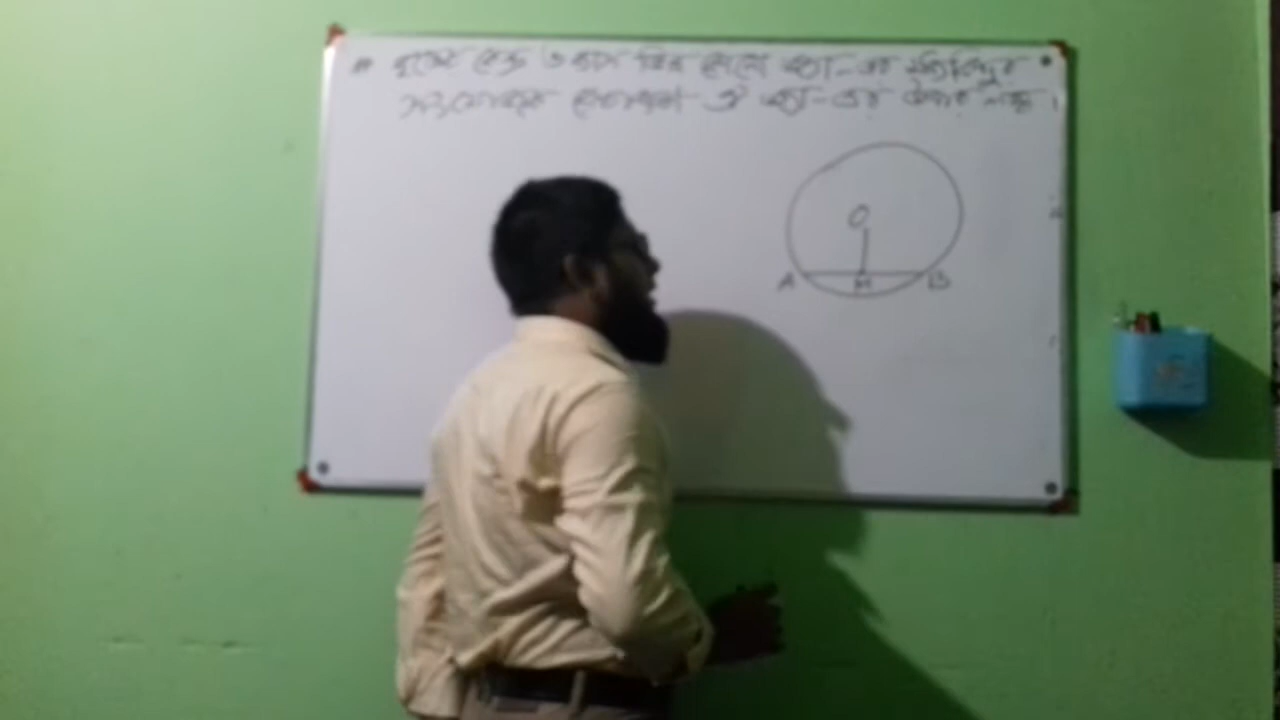 # বৃত্তের কেন্দ্র ও ব্যাস ভিন্ন কোনো জ্যা-এর মধ্যবিন্দুর
সংযোজক রেখাংশ ঐ জ্যা-এর উপর লম্ব।
O
A M B